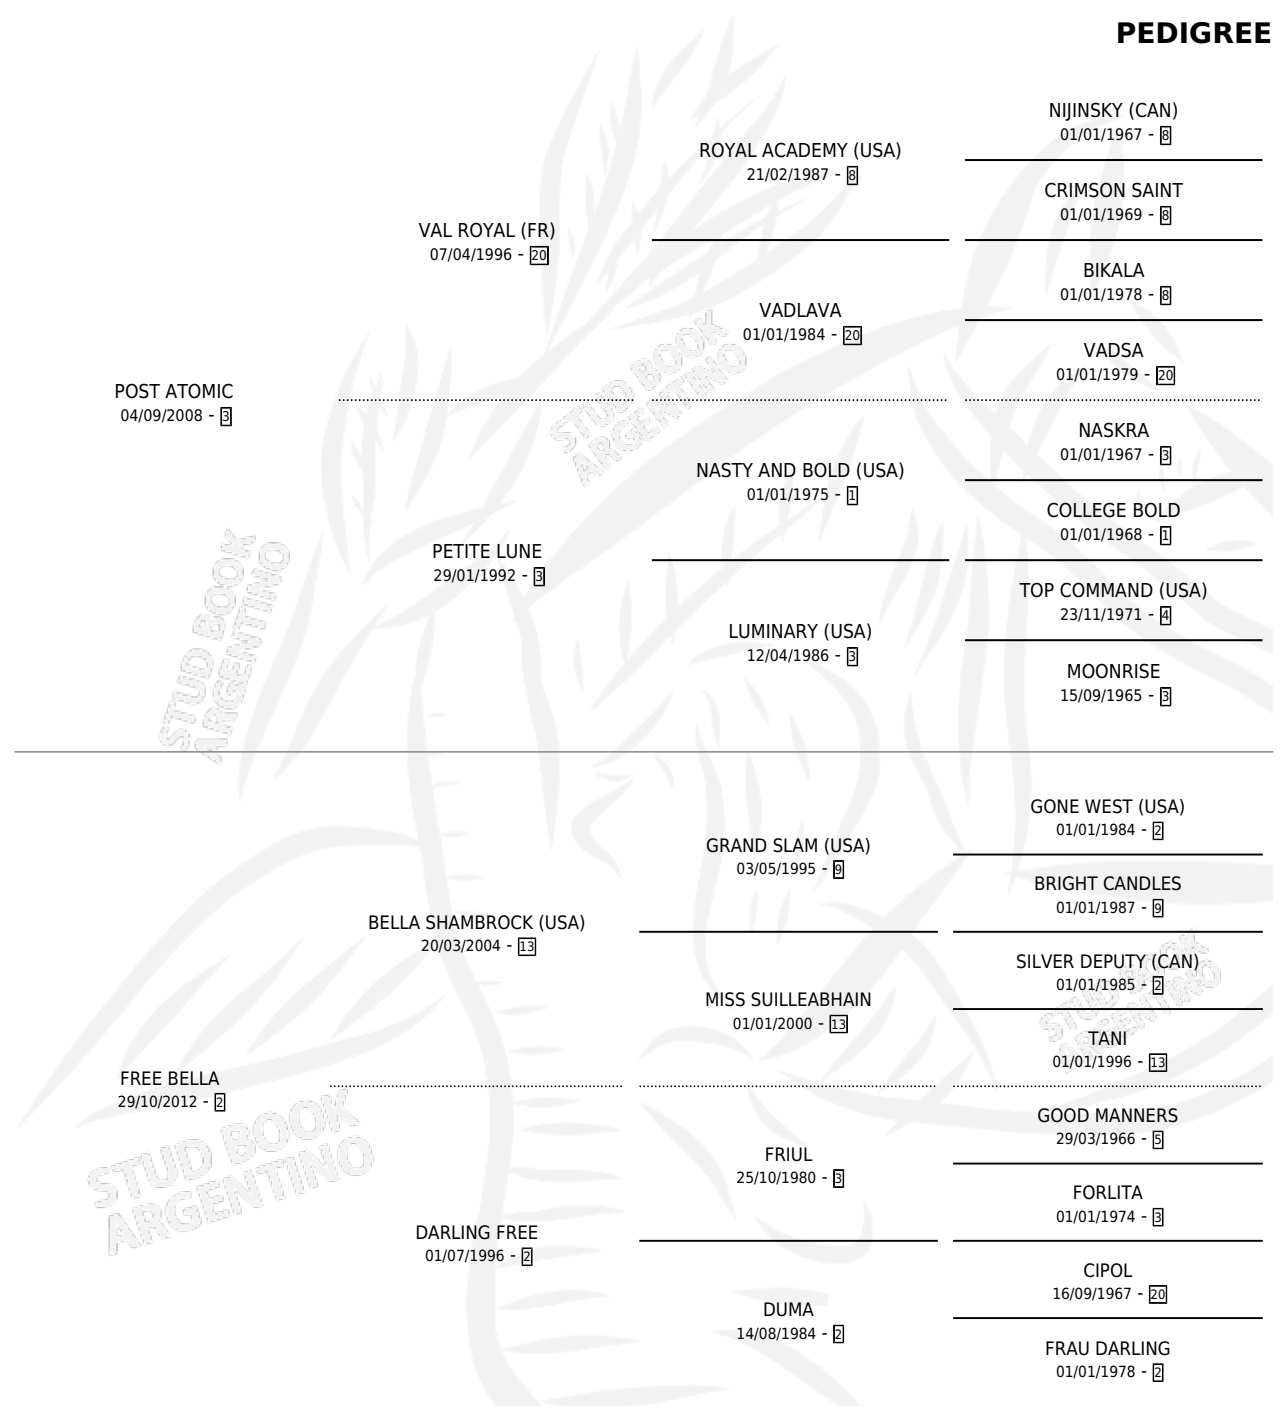 PEDIGREE
POST ATOMIC
04/09/2008 - 3
VAL ROYAL (FR)
07/04/1996 - 20
PETITE LUNE
29/01/1992 - 3
ROYAL ACADEMY (USA)
21/02/1987 - 8
VADLAVA
01/01/1984 - 20
NASTY AND BOLD (USA)
01/01/1975 - 1
LUMINARY (USA)
12/04/1986 - 3
NIJINSKY (CAN)
01/01/1967 - 8
CRIMSON SAINT
01/01/1969 - 8
BIKALA
01/01/1978 - 8
VADSA
01/01/1979 - 20
NASKRA
01/01/1967 - 3
COLLEGE BOLD
01/01/1968 - 1
TOP COMMAND (USA)
23/11/1971 - 4
MOONRISE
15/09/1965 - 3
STUD BOOK
ARGENTINO
STUD BOOK
ARGENTINO
FREE BELLA
29/10/2012 - 2
BELLA SHAMBROCK (USA)
20/03/2004 - 13
DARLING FREE
01/07/1996 - 2
GRAND SLAM (USA)
03/05/1995 - 9
MISS SUILLEABHAIN
01/01/2000 - 13
FRIUL
25/10/1980 - 3
DUMA
14/08/1984 - 2
GONE WEST (USA)
01/01/1984 - 2
BRIGHT CANDLES
01/01/1987 - 9
SILVER DEPUTY (CAN)
01/01/1985 - 2
TANI
01/01/1996 - 13
GOOD MANNERS
29/03/1966 - 5
FORLITA
01/01/1974 - 3
CIPOL
16/09/1967 - 20
FRAU DARLING
01/01/1978 - 2
STUD BOOK
ARGENTINO
STUD BOOK
ARGENTINO